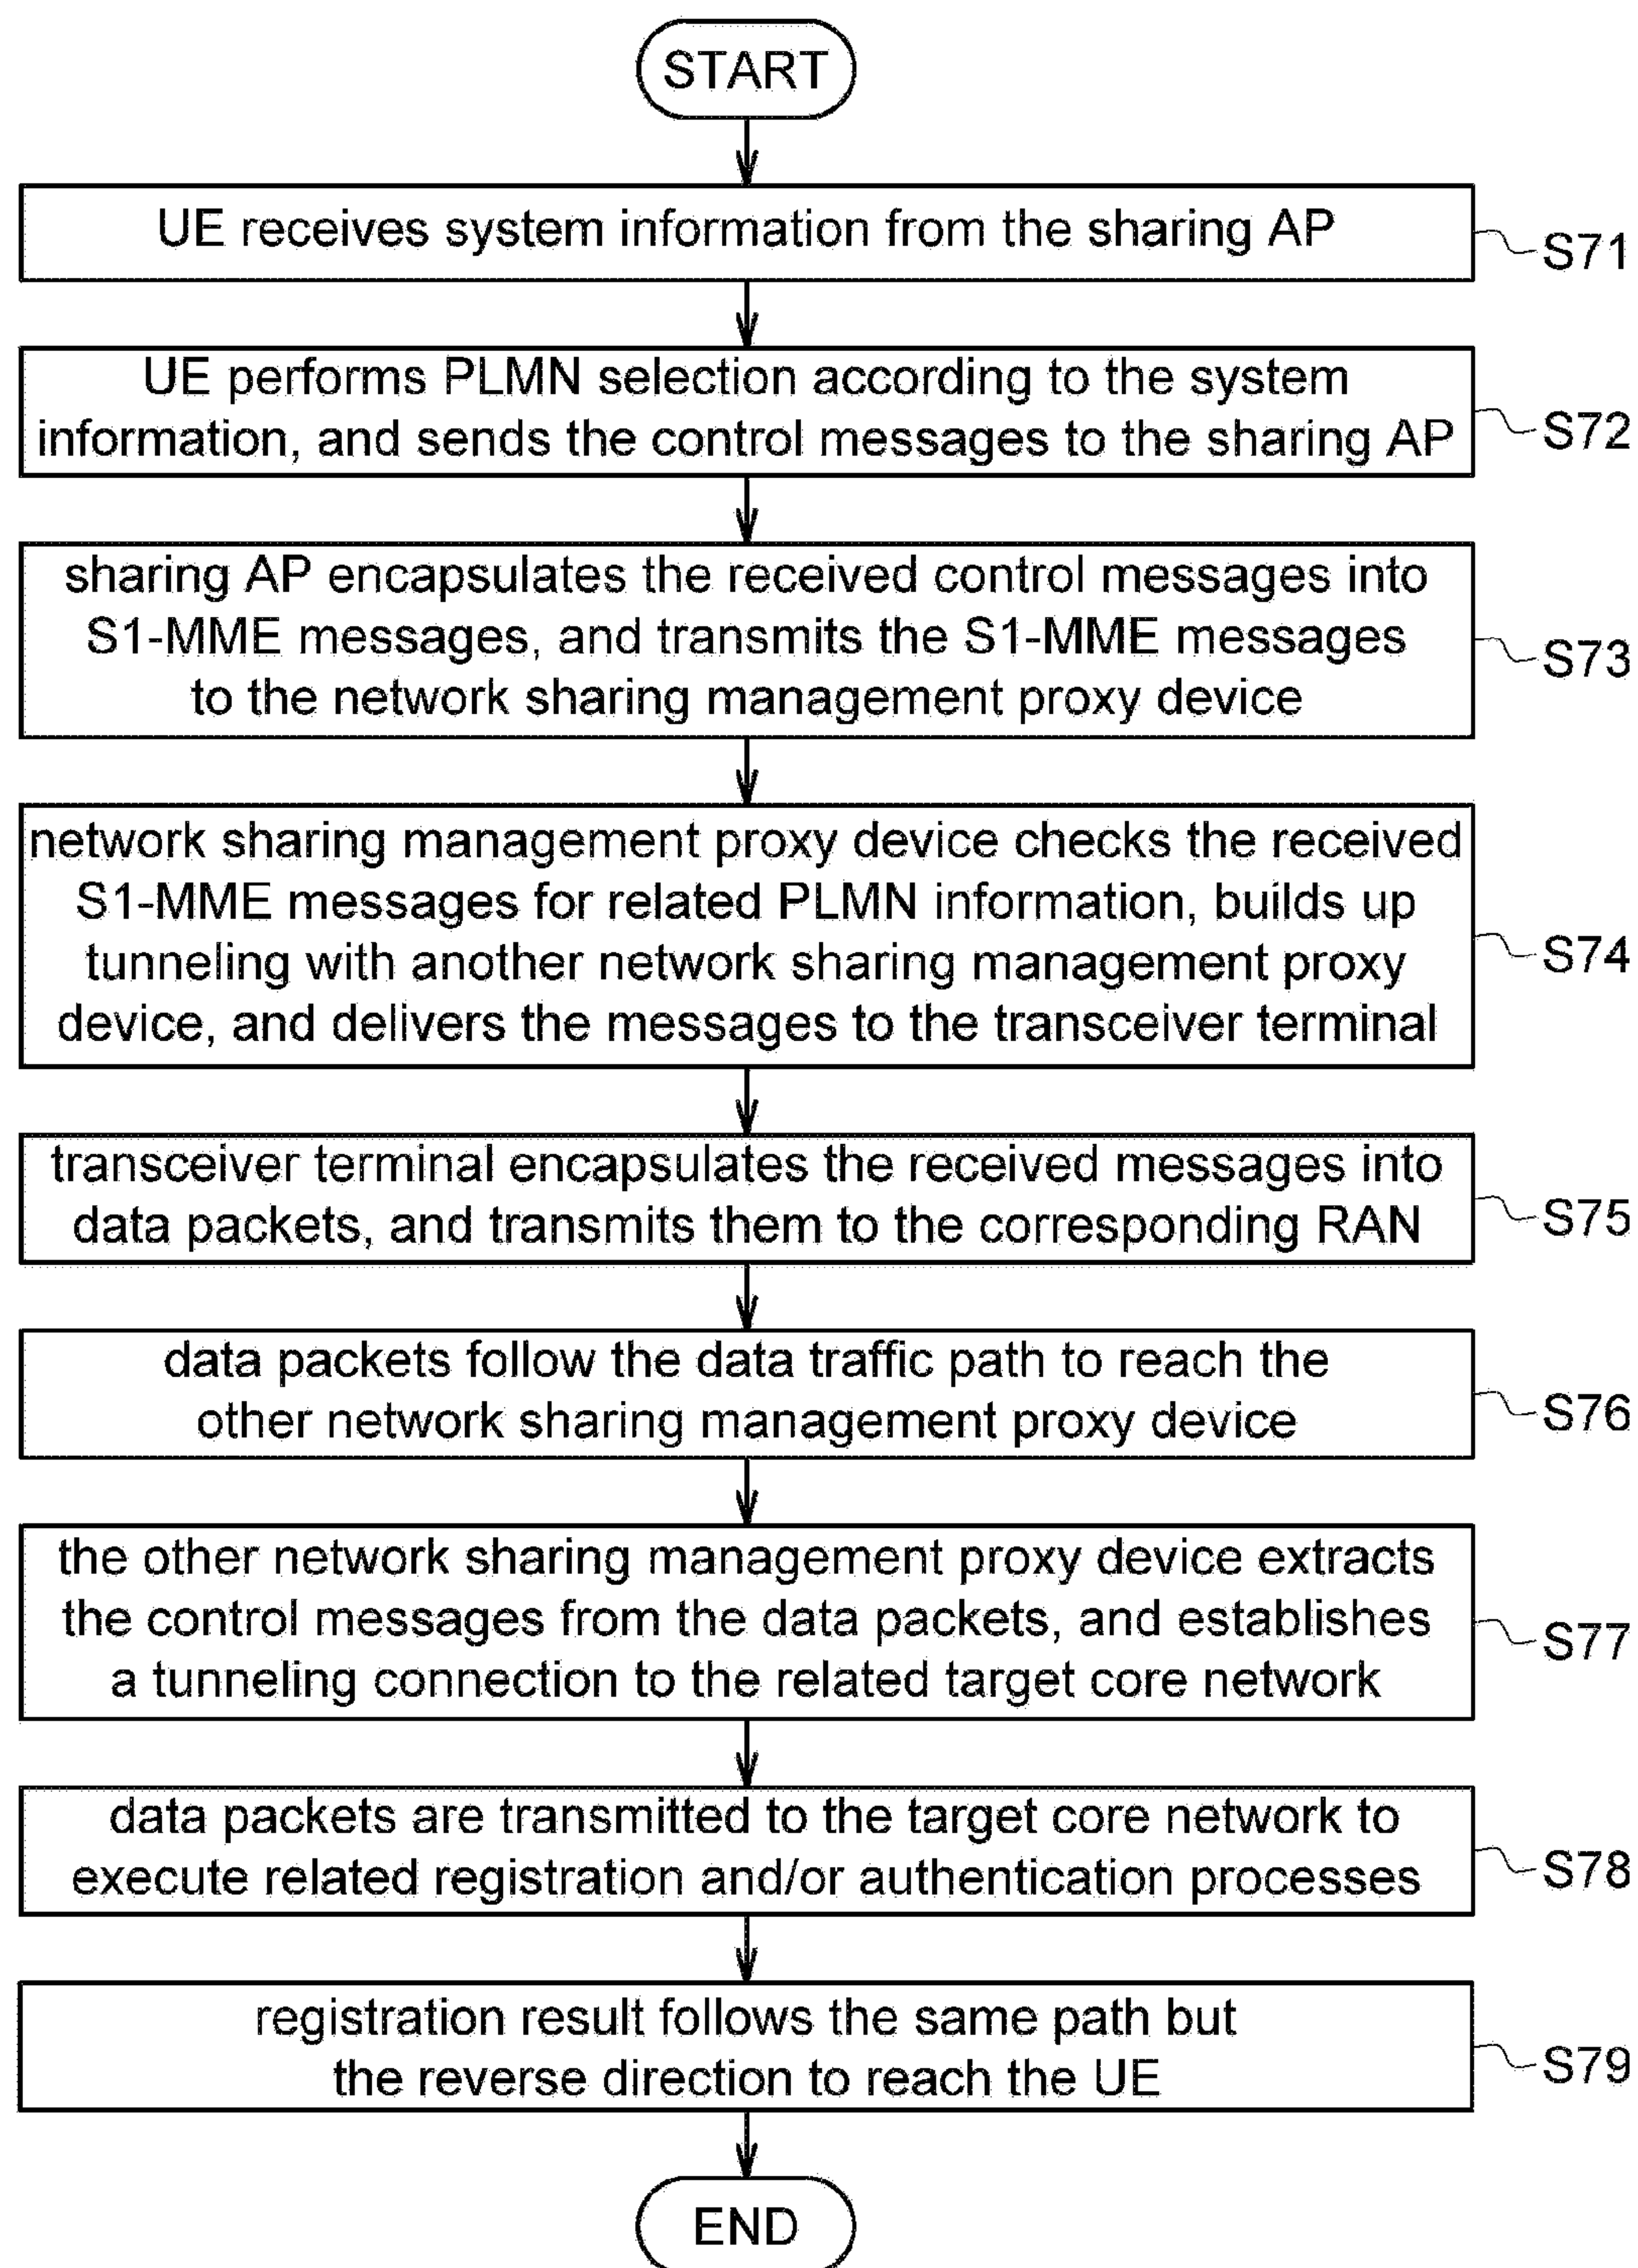 START
UE receives system information from the sharing AP
S71
UE performs PLMN selection according to the system
information, and sends the control messages to the sharing AP
S72
sharing AP encapsulates the received control messages into
S1-MME messages, and transmits the S1-MME messages
to the network sharing management proxy device
S73
network sharing management proxy device checks the received
S1-MME messages for related PLMN information, builds up
tunneling with another network sharing management proxy
device, and delivers the messages to the transceiver terminal
S74
transceiver terminal encapsulates the received messages into
data packets, and transmits them to the corresponding RAN
S75
data packets follow the data traffic path to reach the
other network sharing management proxy device
S76
the other network sharing management proxy device extracts
the control messages from the data packets, and establishes
a tunneling connection to the related target core network
S77
data packets are transmitted to the target core network to
execute related registration and/or authentication processes
S78
registration result follows the same path but
the reverse direction to reach the UE
S79
END